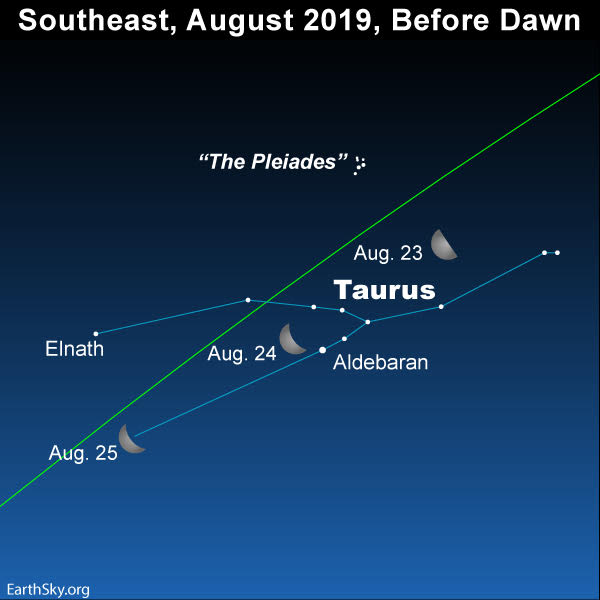 Southeast, August 2019, Before Dawn
“The Pleiades”
Aug. 23
Taurus
Elnath
Aug. 24
Aldebaran
Aug. 25
EarthSky.org